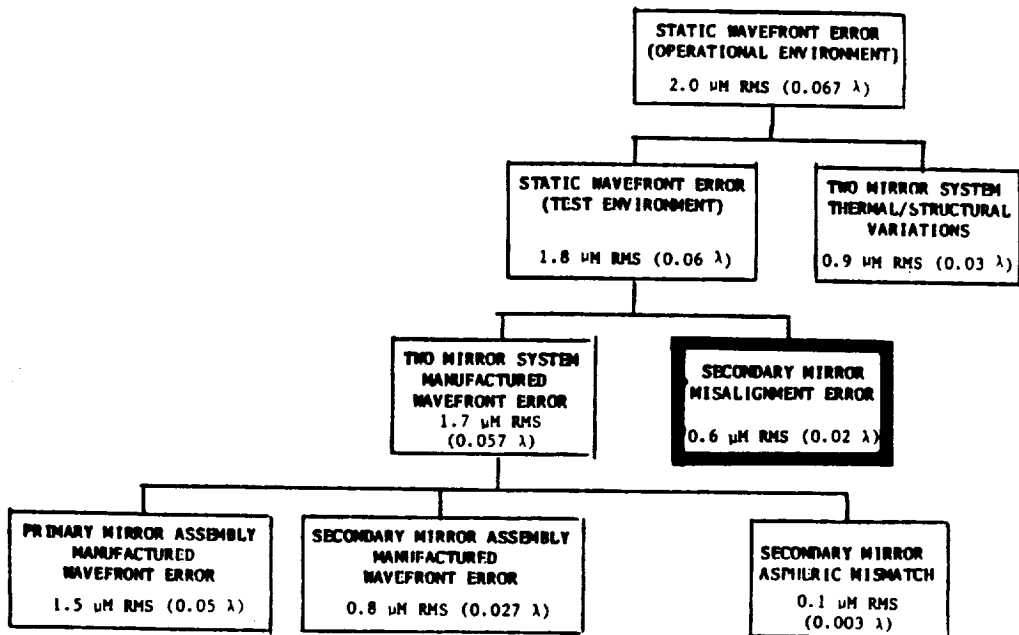 STATIC WAVEFRONT ERROR
(OPERATIONAL ENVIRONMENT)
2.0 µM RMS (0.067 λ)
STATIC WAVEFRONT ERROR
(TEST ENVIRONMENT)
1.8 µM RMS (0.06 λ)
TWO MIRROR SYSTEM
THERMAL/STRUCTURAL
VARIATIONS
0.9 µM RMS (0.03 λ)
TWO MIRROR SYSTEM
MANUFACTURED
WAVEFRONT ERROR
1.7 µM RMS
(0.057 λ)
SECONDARY MIRROR
MISALIGNMENT ERROR
0.6 µM RMS (0.02 λ)
PRIMARY MIRROR ASSEMBLY
MANUFACTURED
WAVEFRONT ERROR
1.5 µM RMS (0.05 λ)
SECONDARY MIRROR ASSEMBLY
MANUFACTURED
WAVEFRONT ERROR
0.8 µM RMS (0.027 λ)
SECONDARY MIRROR
ASMILRIC MISMATCH
0.1 µM RMS
(0.003 λ)